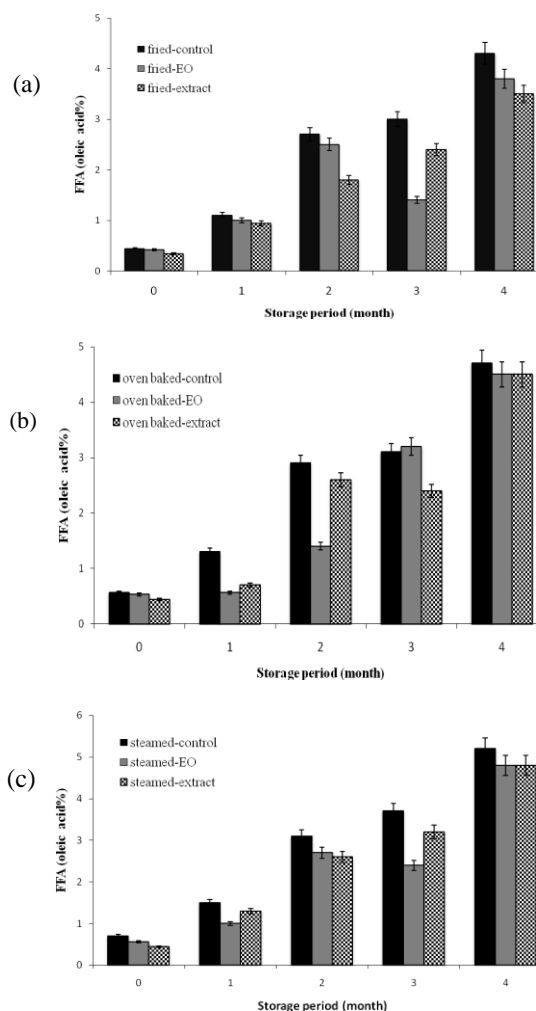 (a)
FFA (oleic acid%)
5
4
3
2
1
0
fried-control
fried-EO
fried-extract
0 1 2 3 4
Storage period (month)
(b)
FFA (oleic acid%)
5
4
3
2
1
0
oven baked-control
oven baked-EO
oven baked-extract
0 1 2 3 4
Storage period (month)
(c)
FFA (oleic acid%)
6
5
4
3
2
1
0
steamed-control
steamed-EO
steamed-extract
0 1 2 3 4
Storage period (month)